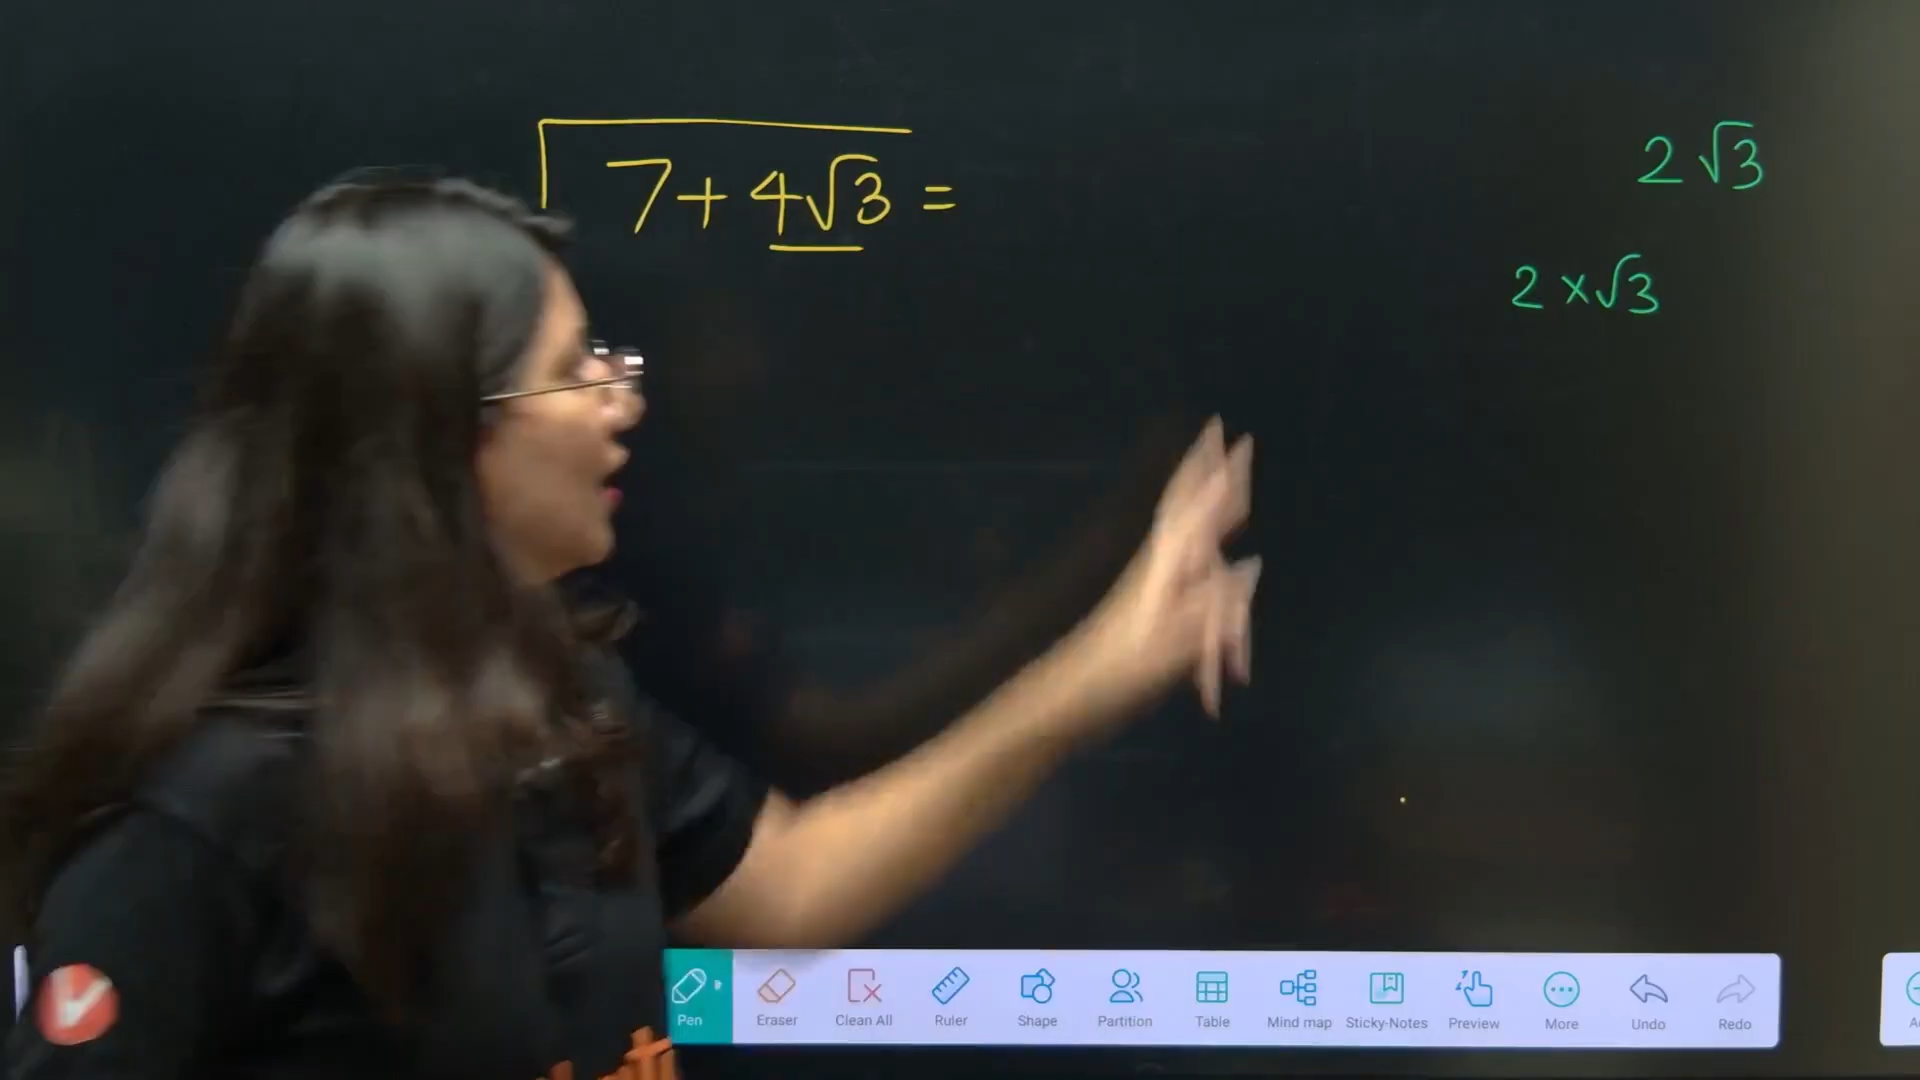 √7+4√3 =
2√3
2×√3
Pen
Eraser
Clean All
Ruler
Shape
Partition
Table
Mind map
Sticky-Notes
Preview
More
Undo
Redo